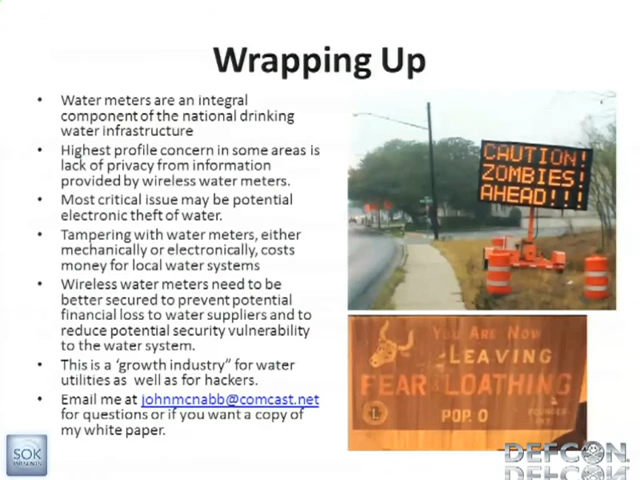 Wrapping Up
• Water meters are an integral
component of the national drinking
water infrastructure
• Highest profile concern in some areas is
lack of privacy from information
provided by wireless water meters.
• Most critical issue may be potential
electronic theft of water.
• Tampering with water meters, either
mechanically or electronically, costs
money for local water systems
• Wireless water meters need to be
better secured to prevent potential
financial loss to water suppliers and to
reduce potential security vulnerability
to the water system.
• This is a ‘growth industry” for water
utilities as well as for hackers.
• Email me at johnmcnabb@comcast.net
for questions or if you want a copy of
my white paper.
CAUTION!
ZOMBIES!
AHEAD!!!
YOU ARE NOW
LEAVING
FEAR LOATHING
POP. 0
SOK
DEFCON